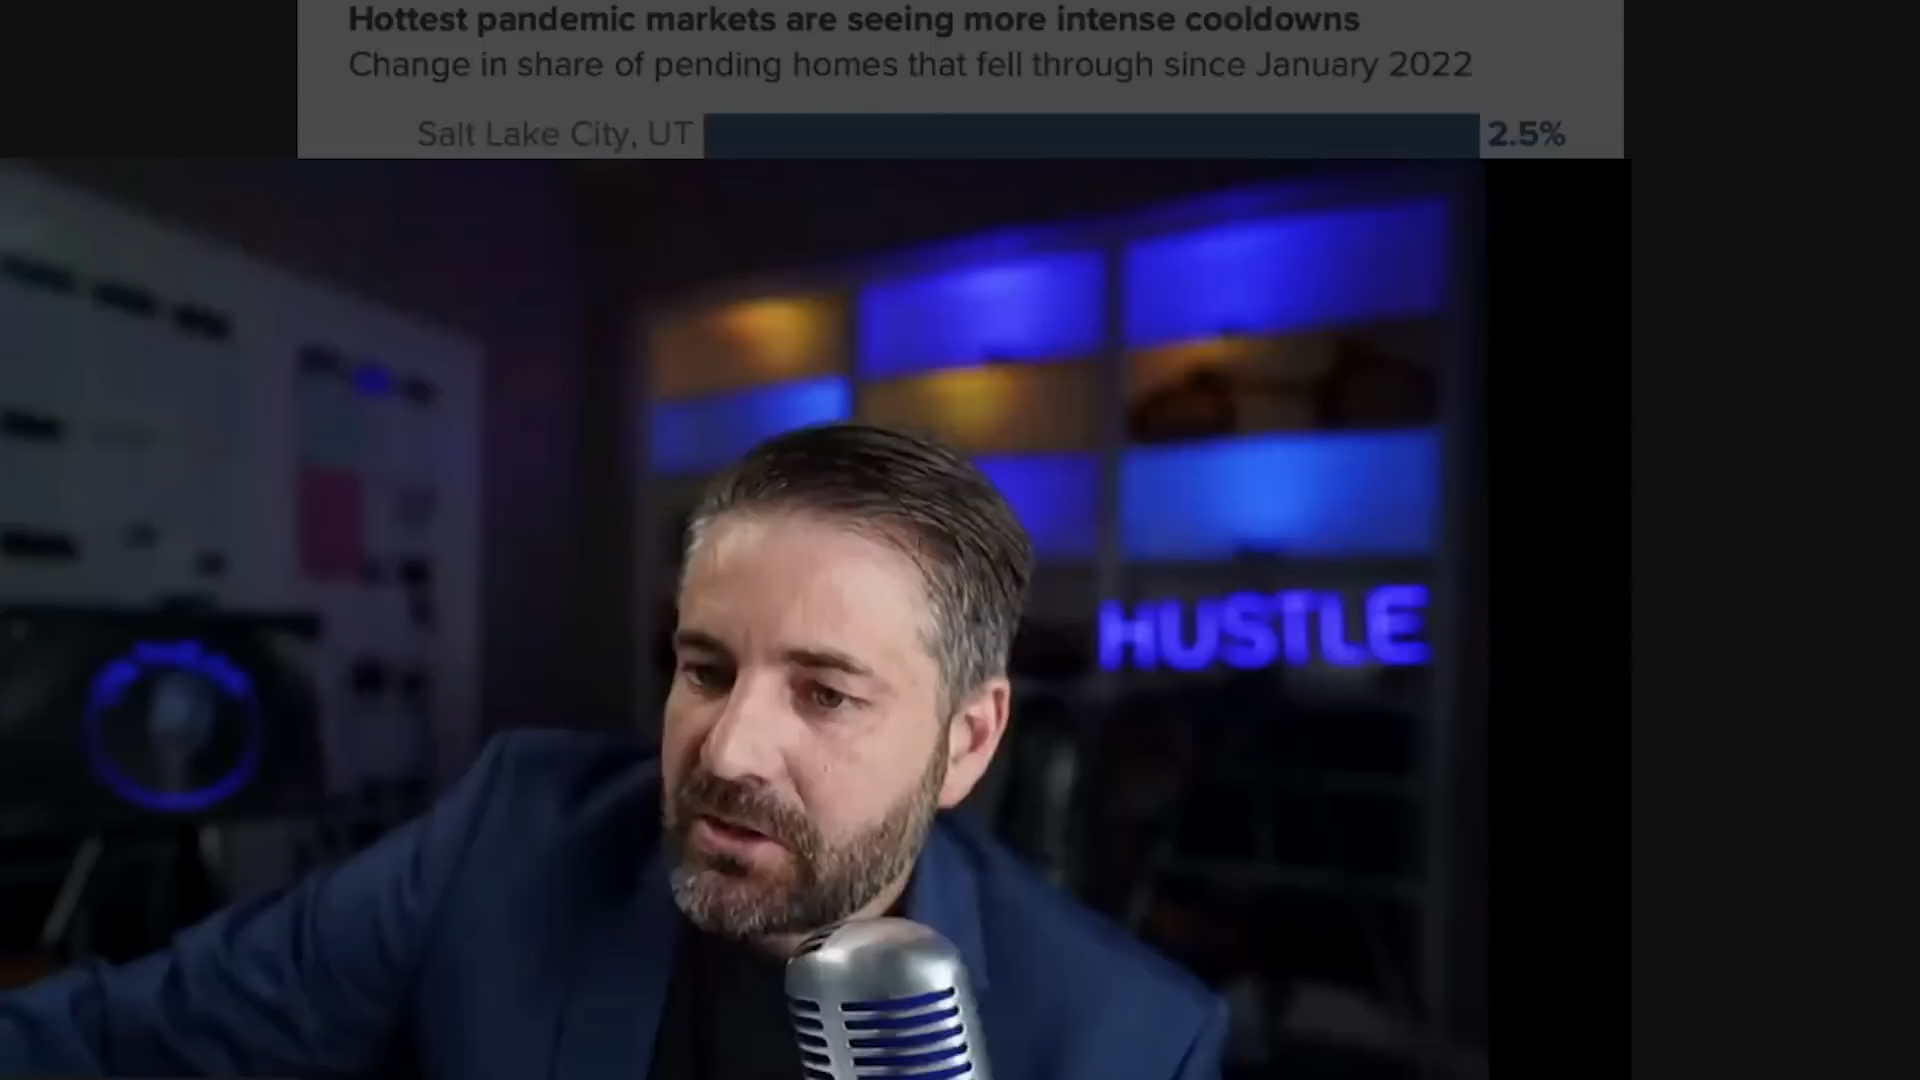 Hottest pandemic markets are seeing more intense cooldowns
Change in share of pending homes that fell through since January 2022
Salt Lake City, UT 2.5%
HUSTLE